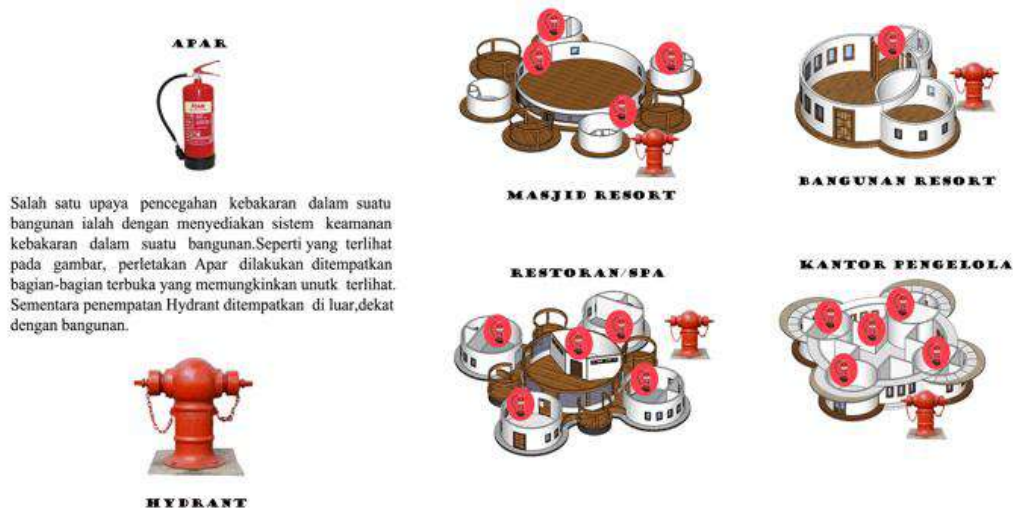 APAR
Salah satu upaya pencegahan kebakaran dalam suatu
bangunan ialah dengan menyediakan sistem keamanan
kebakaran dalam suatu bangunan.Seperti yang terlihat
pada gambar, perletakan Apar dilakukan ditempatkan
bagian-bagian terbuka yang memungkinkan unutk terlihat.
Sementara penempatan Hydrant ditempatkan di luar,dekat
dengan bangunan.
HYDRANT
MASJID RESORT
BANGUNAN RESORT
RESTORAN/SPA
KANTOR PENGELOLA